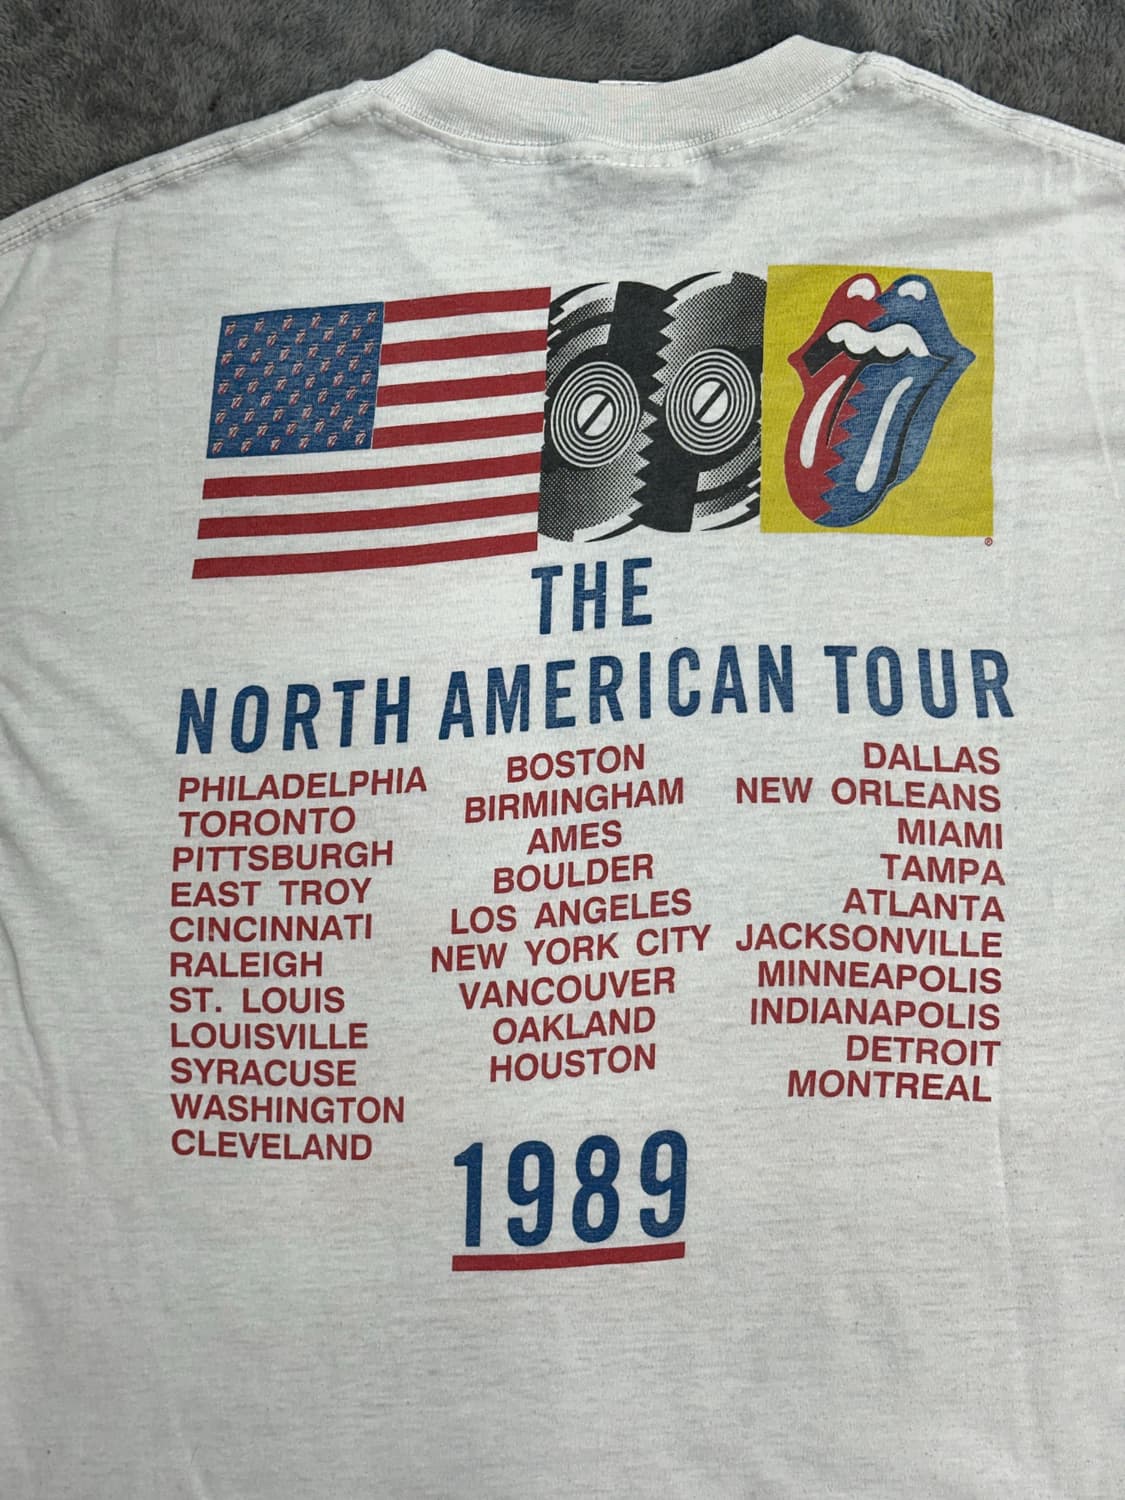 THE
NORTH AMERICAN TOUR
PHILADELPHIA
TORONTO
PITTSBURGH
EAST TROY
CINCINNATI
RALEIGH
ST. LOUIS
LOUISVILLE
SYRACUSE
WASHINGTON
CLEVELAND
BOSTON
BIRMINGHAM
AMES
BOULDER
LOS ANGELES
NEW YORK CITY
VANCOUVER
OAKLAND
HOUSTON
DALLAS
NEW ORLEANS
MIAMI
TAMPA
ATLANTA
JACKSONVILLE
MINNEAPOLIS
INDIANAPOLIS
DETROIT
MONTREAL
1989